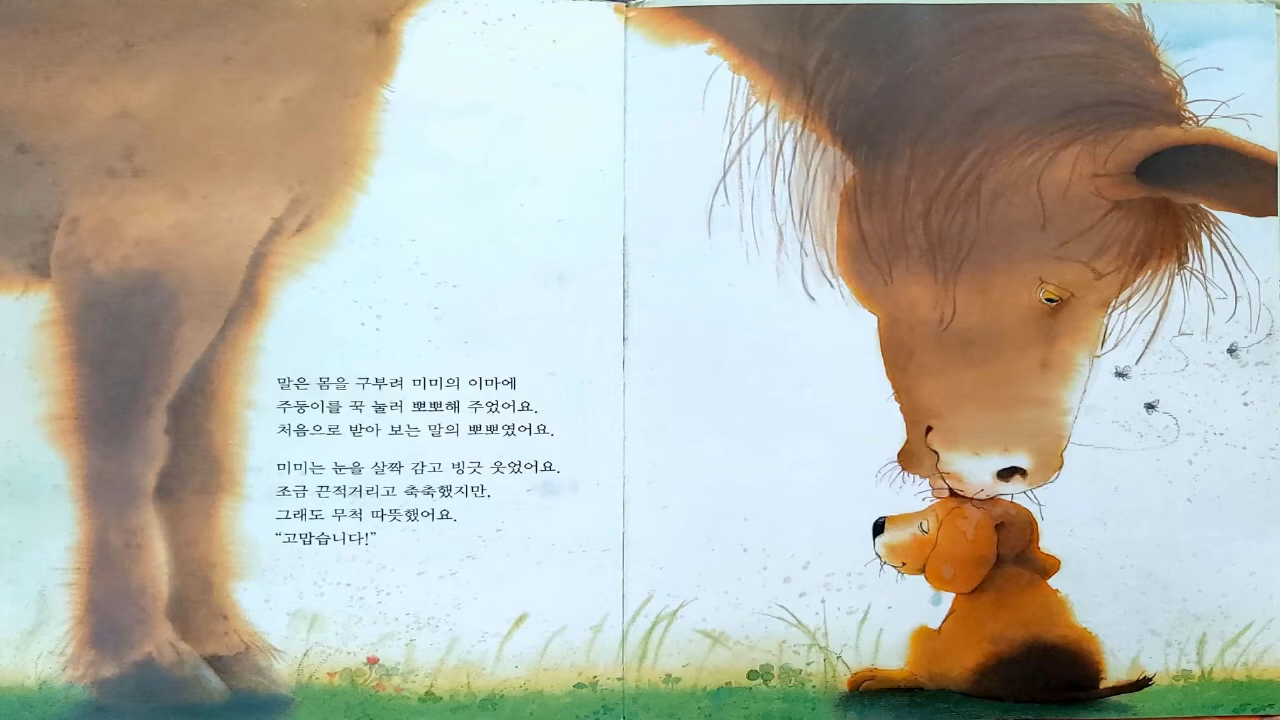 말은 몸을 구부려 미미의 이마에
주둥이를 꾹 눌러 뽀뽀해 주었어요.
처음으로 받아 보는 말의 뽀뽀였어요.
미미는 눈을 살짝 감고 빙긋 웃었어요.
조금 끈적거리고 축축했지만,
그래도 무척 따뜻했어요.
“고맙습니다!”